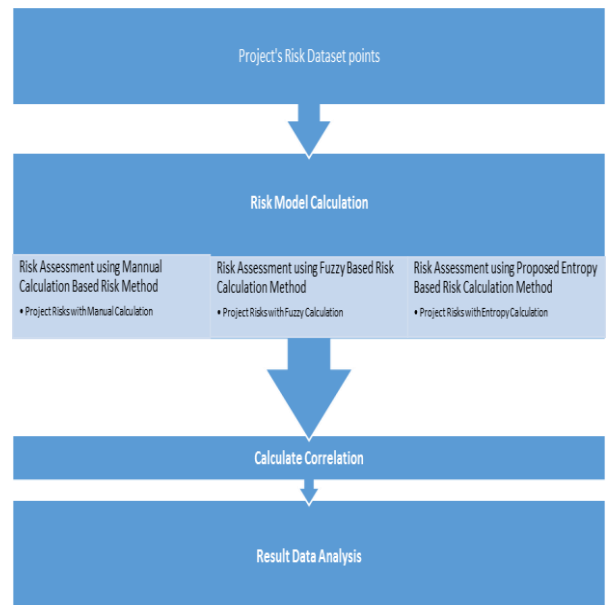 Project's Risk Dataset points
Risk Model Calculation
Risk Assessment using Mannual
Calculation Based Risk Method
• Project Risks with Manual Calculation
Risk Assessment using Fuzzy Based Risk
Calculation Method
• Project Risks with Fuzzy Calculation
Risk Assessment using Proposed Entropy
Based Risk Calculation Method
• Project Risks with Entropy Calculation
Calculate Correlation
Result Data Analysis